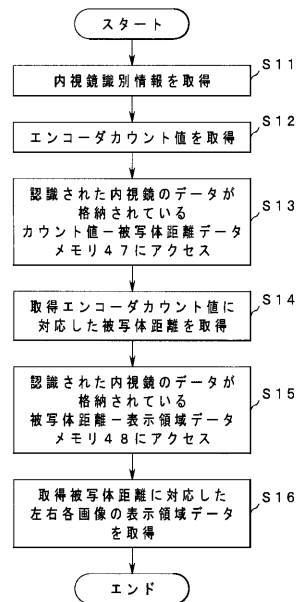 スタート
S11
内視鏡識別情報を取得
S12
エンコーダカウント値を取得
S13
認識された内視鏡のデータが
格納されている
カウント値－被写体距離データ
メモリ47にアクセス
S14
取得エンコーダカウント値に
対応した被写体距離を取得
S15
認識された内視鏡のデータが
格納されている
被写体距離－表示領域データ
メモリ48にアクセス
S16
取得被写体距離に対応した
左右各画像の表示領域データ
を取得
エンド